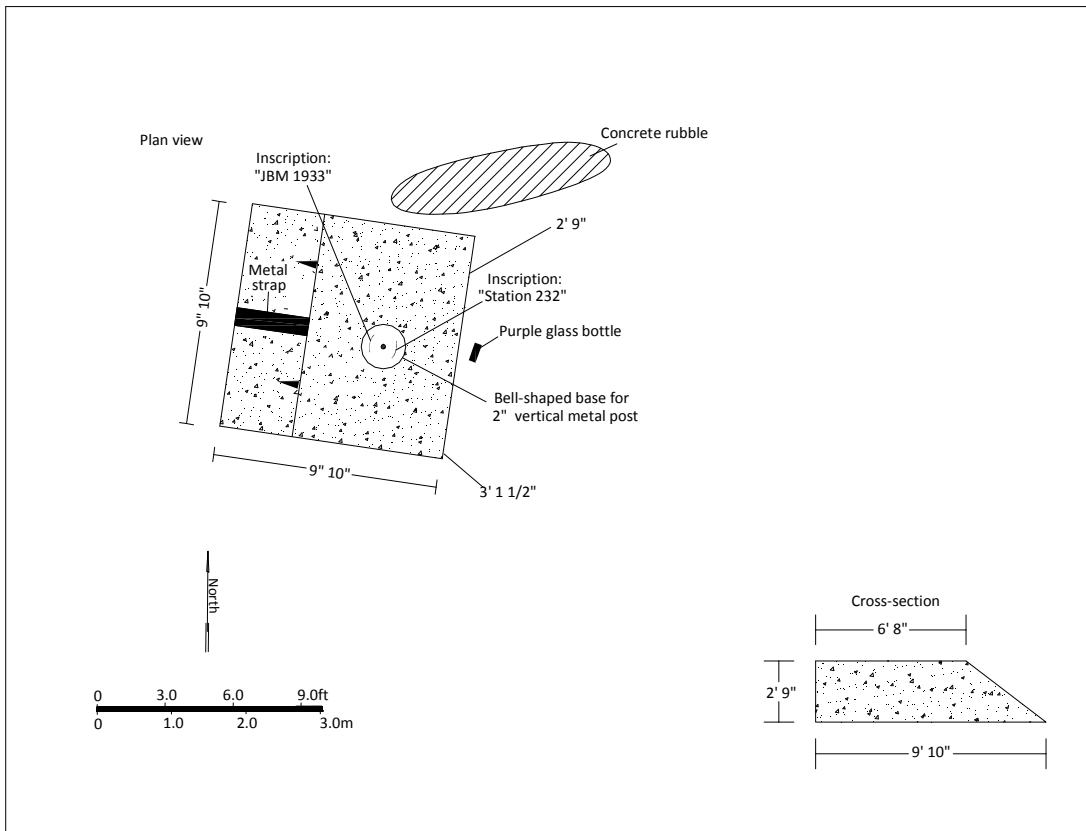 Plan view
Concrete rubble
Inscription:
"JBM 1933"
2' 9"
Inscription:
"Station 232"
Metal
strap
9" 10"
Purple glass bottle
Bell-shaped base for
2" vertical metal post
9" 10"
3' 1 1/2"
North
0 3.0 6.0 9.0ft
0 1.0 2.0 3.0m
Cross-section
6' 8"
2' 9"
9' 10"